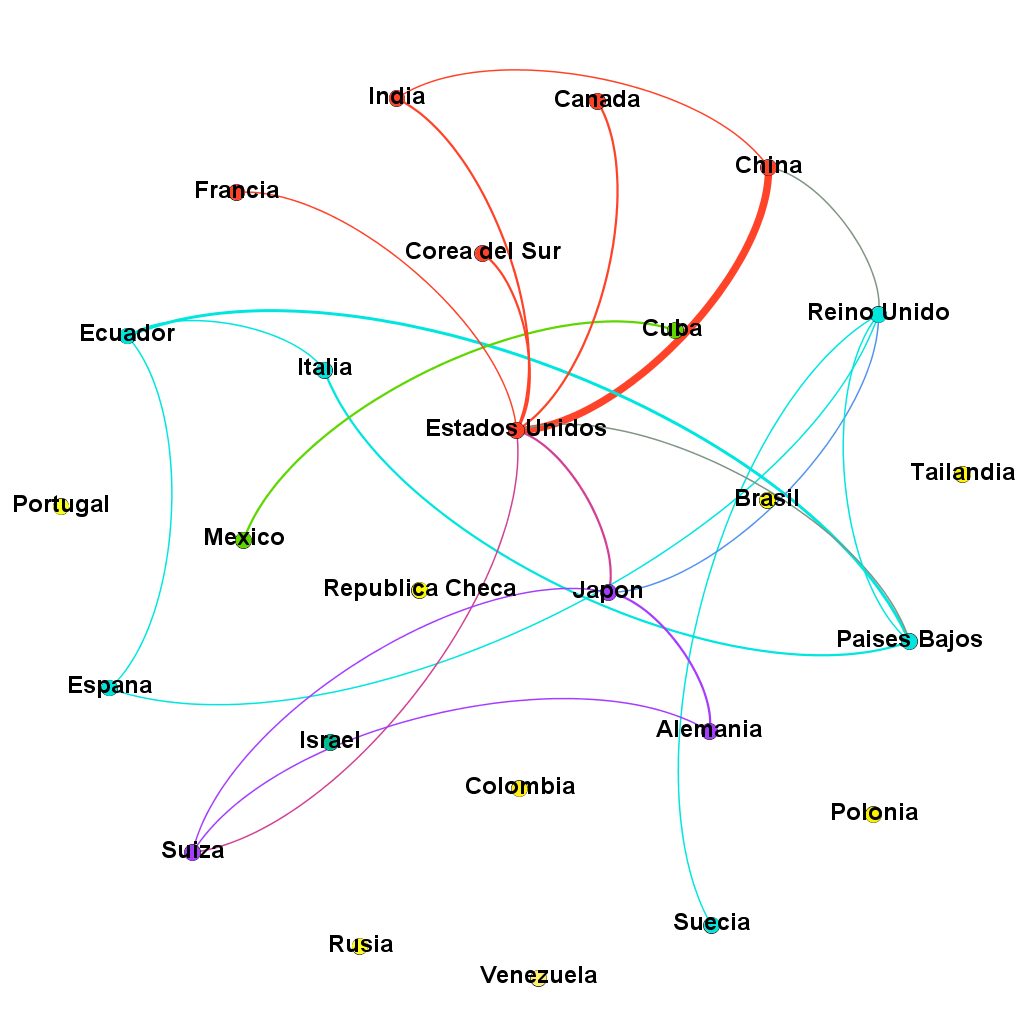 India
Canada
China
Francia
Corea del Sur
Reino Unido
Ecuador
Cuba
Italia
Estados Unidos
Tailandia
Brasil
Portugal
Mexico
Republica Checa
Japon
Paises Bajos
Espana
Alemania
Israel
Colombia
Polonia
Suiza
Suecia
Rusia
Venezuela